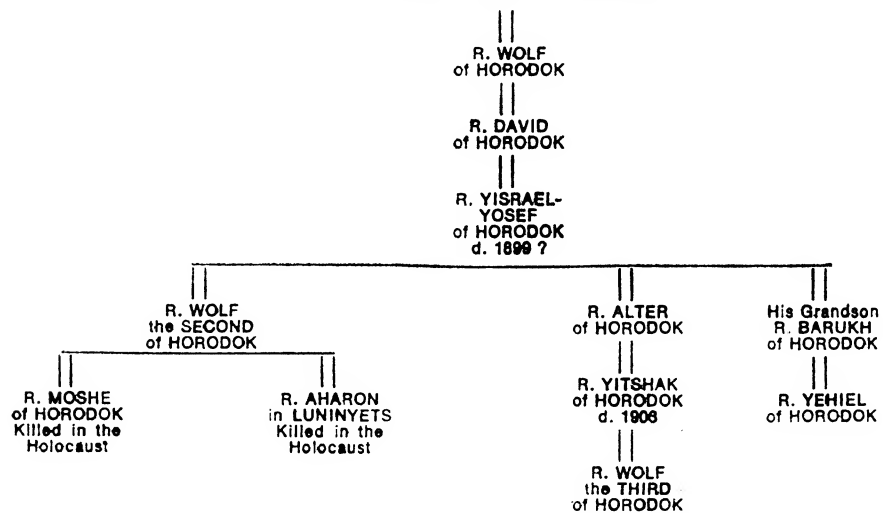 R. WOLF
of HORODOK
R. DAVID
of HORODOK
R. YISRAEL-
YOSEF
of HORODOK
d. 1899 ?
R. WOLF
the SECOND
of HORODOK
R. ALTER
of HORODOK
His Grandson
R. BARUKH
of HORODOK
R. MOSHE
of HORODOK
Killed in the
Holocaust
R. AHARON
in LUNINYETS
Killed in the
Holocaust
R. YITSHAK
of HORODOK
d. 1906
R. YEHIEL
of HORODOK
R. WOLF
the THIRD
of HORODOK